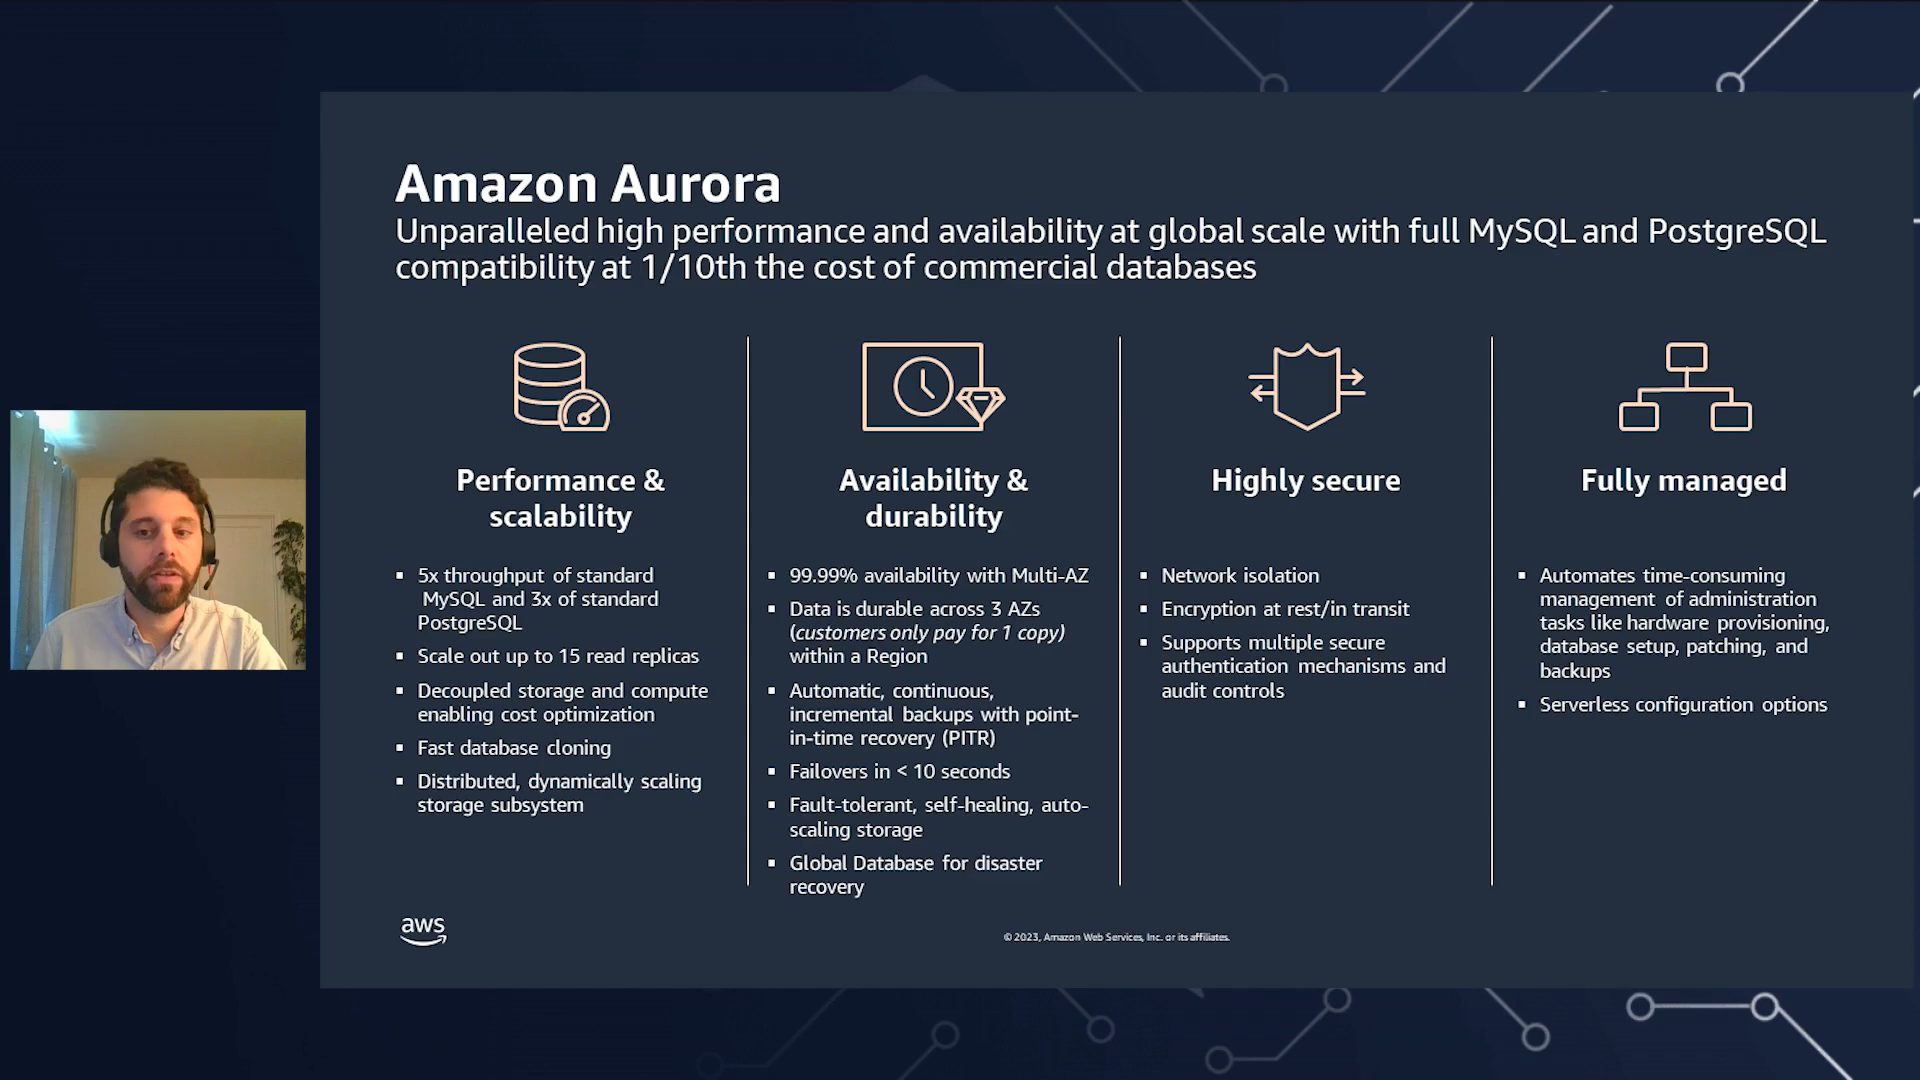 Amazon Aurora
Unparalleled high performance and availability at global scale with full MySQL and PostgreSQL
compatibility at 1/10th the cost of commercial databases
Performance &
scalability
▪ 5x throughput of standard
MySQL and 3x of standard
PostgreSQL
▪ Scale out up to 15 read replicas
▪ Decoupled storage and compute
enabling cost optimization
▪ Fast database cloning
▪ Distributed, dynamically scaling
storage subsystem
Availability &
durability
▪ 99.99% availability with Multi-AZ
▪ Data is durable across 3 AZs
(customers only pay for 1 copy)
within a Region
▪ Automatic, continuous,
incremental backups with point-
in-time recovery (PITR)
▪ Failovers in < 10 seconds
▪ Fault-tolerant, self-healing, auto-
scaling storage
▪ Global Database for disaster
recovery
Highly secure
▪ Network isolation
▪ Encryption at rest/in transit
▪ Supports multiple secure
authentication mechanisms and
audit controls
Fully managed
▪ Automates time-consuming
management of administration
tasks like hardware provisioning,
database setup, patching, and
backups
▪ Serverless configuration options
aws
© 2023, Amazon Web Services, Inc. or its affiliates.